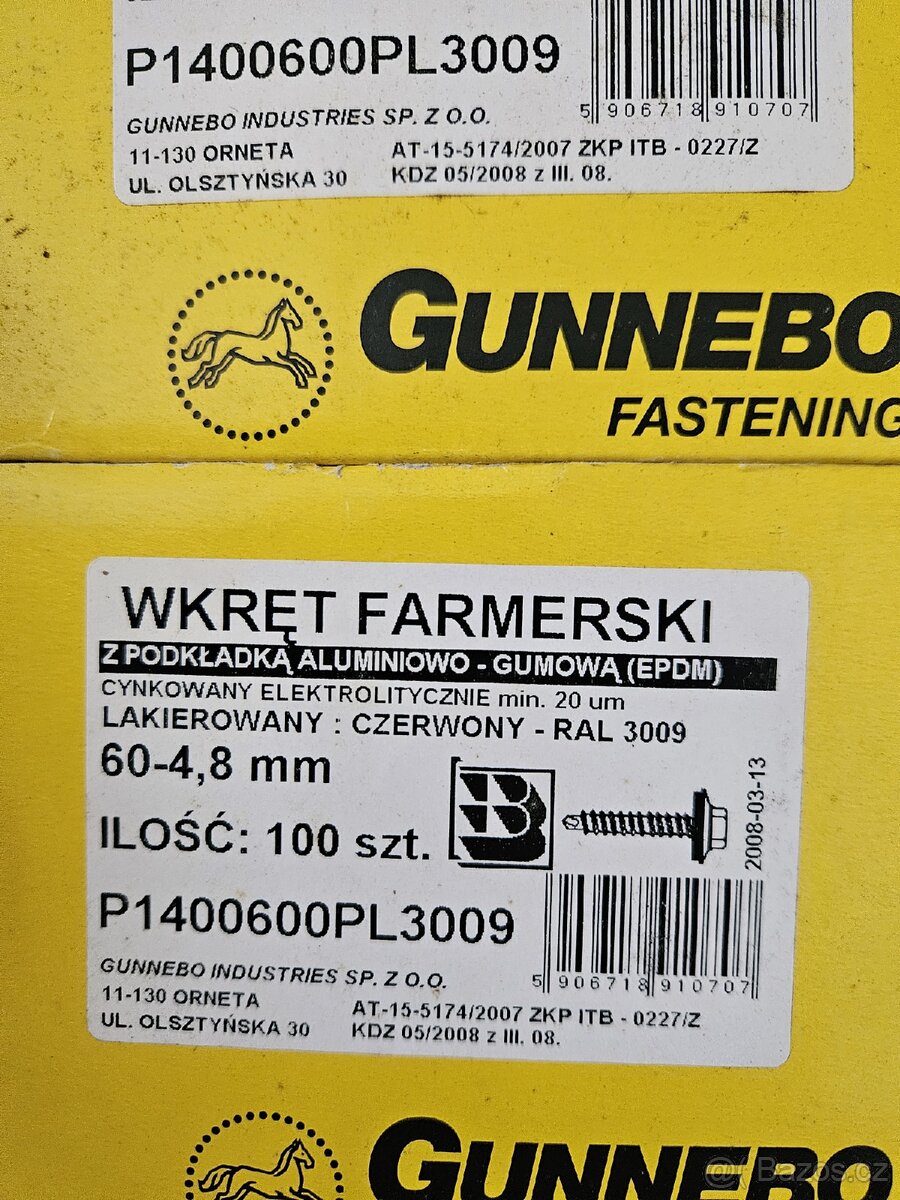 P1400600PL3009
5 906718 910707
GUNNEBO INDUSTRIES SP. Z O.O.
11-130 ORNETA
AT-15-5174/2007 ZKP ITB - 0227/Z
UL. OLSZTYŃSKA 30
KDZ 05/2008 z III. 08.
GUNNEBO
FASTENING
WKRĘT FARMERSKI
Z PODKŁADKĄ ALUMINIOWO - GUMOWĄ (EPDM)
CYNKOWANY ELEKTROLITYCZNIE min. 20 um
LAKIEROWANY : CZERWONY - RAL 3009
60-4,8 mm
ILOŚĆ: 100 szt.
B
2008-03-13
P1400600PL3009
5 906718 910707
GUNNEBO INDUSTRIES SP. Z O.O.
11-130 ORNETA
AT-15-5174/2007 ZKP ITB - 0227/Z
UL. OLSZTYŃSKA 30
KDZ 05/2008 z III. 08.
GUNNEBO
Bazos.cz